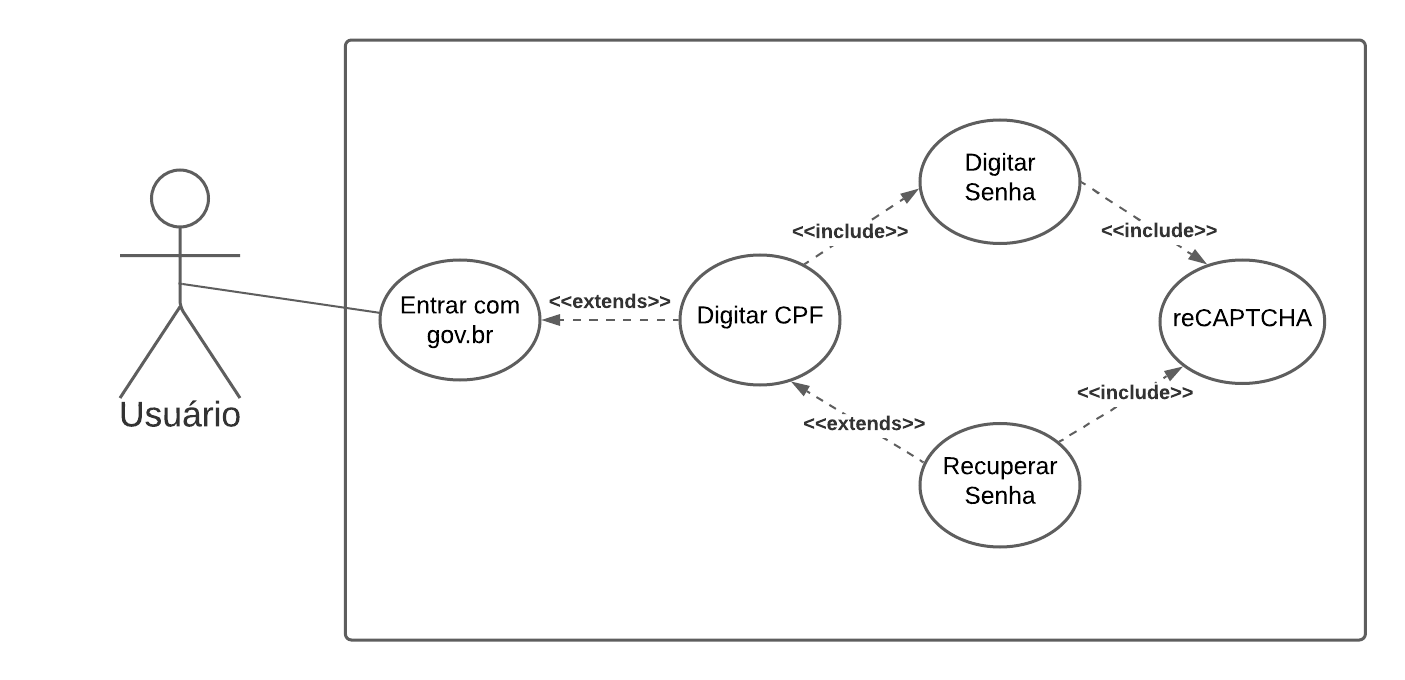 Digitar
Senha
<<include>>
<<include>>
Entrar com
gov.br
<<extends>>
Digitar CPF
reCAPTCHA
<<include>>
<<extends>>
Usuário
Recuperar
Senha